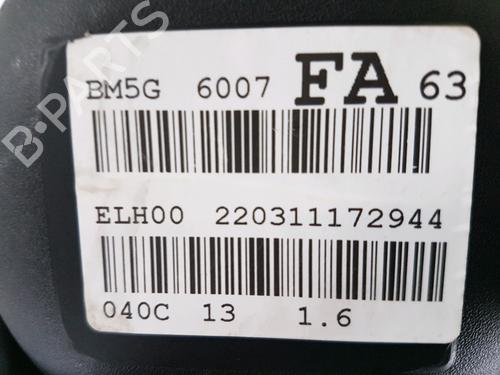 BM5G 6007 FA 63
ELH00 220311172944
040C 13 1.6
B-PARTS